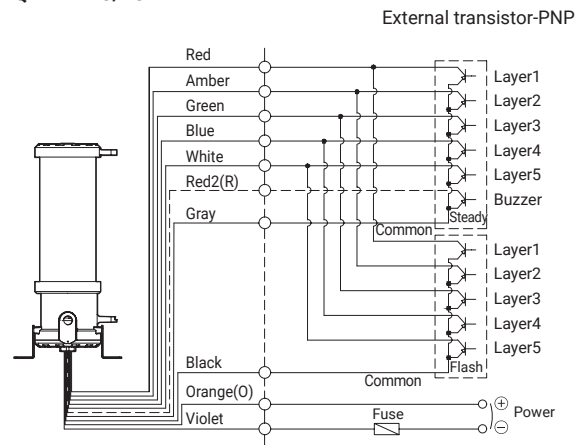 External transistor-PNP
Red
Amber
Green
Blue
White
Red2(R)
Gray
Layer1
Layer2
Layer3
Layer4
Layer5
Buzzer
Steady
Common
Layer1
Layer2
Layer3
Layer4
Layer5
Flash
Common
Black
Orange(O)
Violet
Fuse
+
Power
−